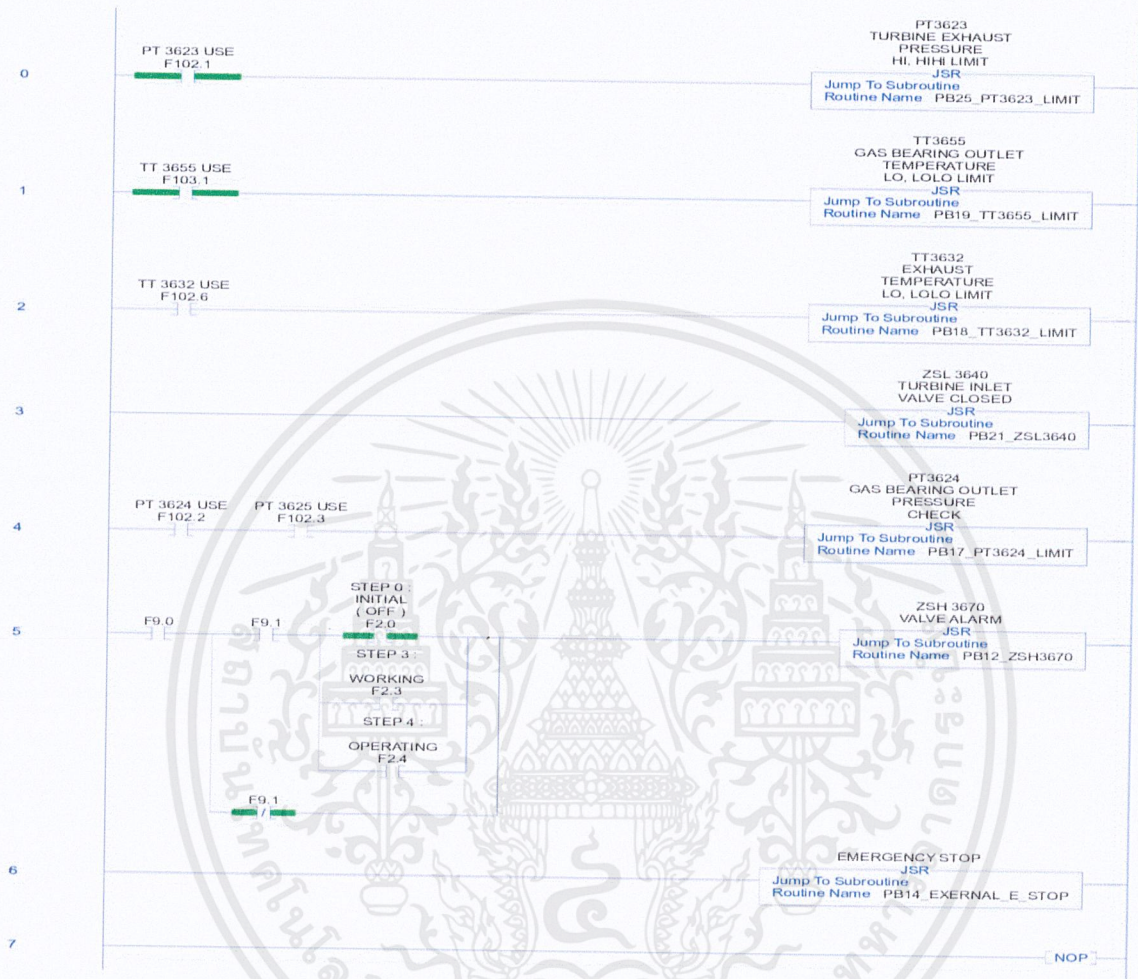 PT3623
TURBINE EXHAUST
PRESSURE
HI, HIHI LIMIT
PT 3623 USE
F102.1
0
JSR
Jump To Subroutine
Routine Name PB25_PT3623_LIMIT
TT3655
GAS BEARING OUTLET
TEMPERATURE
LO, LOLO LIMIT
TT 3655 USE
F103.1
1
JSR
Jump To Subroutine
Routine Name PB19_TT3655_LIMIT
TT3632
EXHAUST
TEMPERATURE
LO, LOLO LIMIT
TT 3632 USE
F102.6
2
JSR
Jump To Subroutine
Routine Name PB18_TT3632_LIMIT
ZSL 3640
TURBINE INLET
VALVE CLOSED
3
JSR
Jump To Subroutine
Routine Name PB21_ZSL3640
PT3624
GAS BEARING OUTLET
PRESSURE
CHECK
PT 3624 USE
F102.2
PT 3625 USE
F102.3
4
JSR
Jump To Subroutine
Routine Name PB17_PT3624_LIMIT
STEP 0 :
INITIAL
( OFF )
F2.0
F9.0
F9.1
5
ZSH 3670
VALVE ALARM
JSR
Jump To Subroutine
Routine Name PB12_ZSH3670
STEP 3 :
WORKING
F2.3
STEP 4 :
OPERATING
F2.4
F9.1
/
EMERGENCY STOP
6
JSR
Jump To Subroutine
Routine Name PB14_EXERNAL_E_STOP
7
NOP